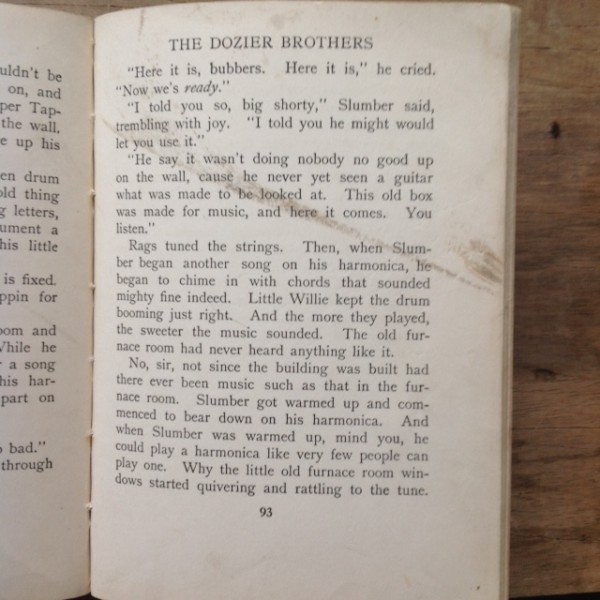 uldn't be
on, and
per Tap-
the wall.
e up his
en drum
old thing
g letters,
ument a
his little
is fixed.
ppin for
oom and
While he
r a song
his har-
part on
o bad."
through
THE DOZIER BROTHERS
"Here it is, bubbers. Here it is," he cried.
"Now we's ready."
"I told you so, big shorty," Slumber said,
trembling with joy. "I told you he might would
let you use it."
"He say it wasn't doing nobody no good up
on the wall, cause he never yet seen a guitar
what was made to be looked at. This old box
was made for music, and here it comes. You
listen."
Rags tuned the strings. Then, when Slum-
ber began another song on his harmonica, he
began to chime in with chords that sounded
mighty fine indeed. Little Willie kept the drum
booming just right. And the more they played,
the sweeter the music sounded. The old fur-
nace room had never heard anything like it.
No, sir, not since the building was built had
there ever been music such as that in the fur-
nace room. Slumber got warmed up and com-
menced to bear down on his harmonica. And
when Slumber was warmed up, mind you, he
could play a harmonica like very few people can
play one. Why the little old furnace room win-
dows started quivering and rattling to the tune.
93